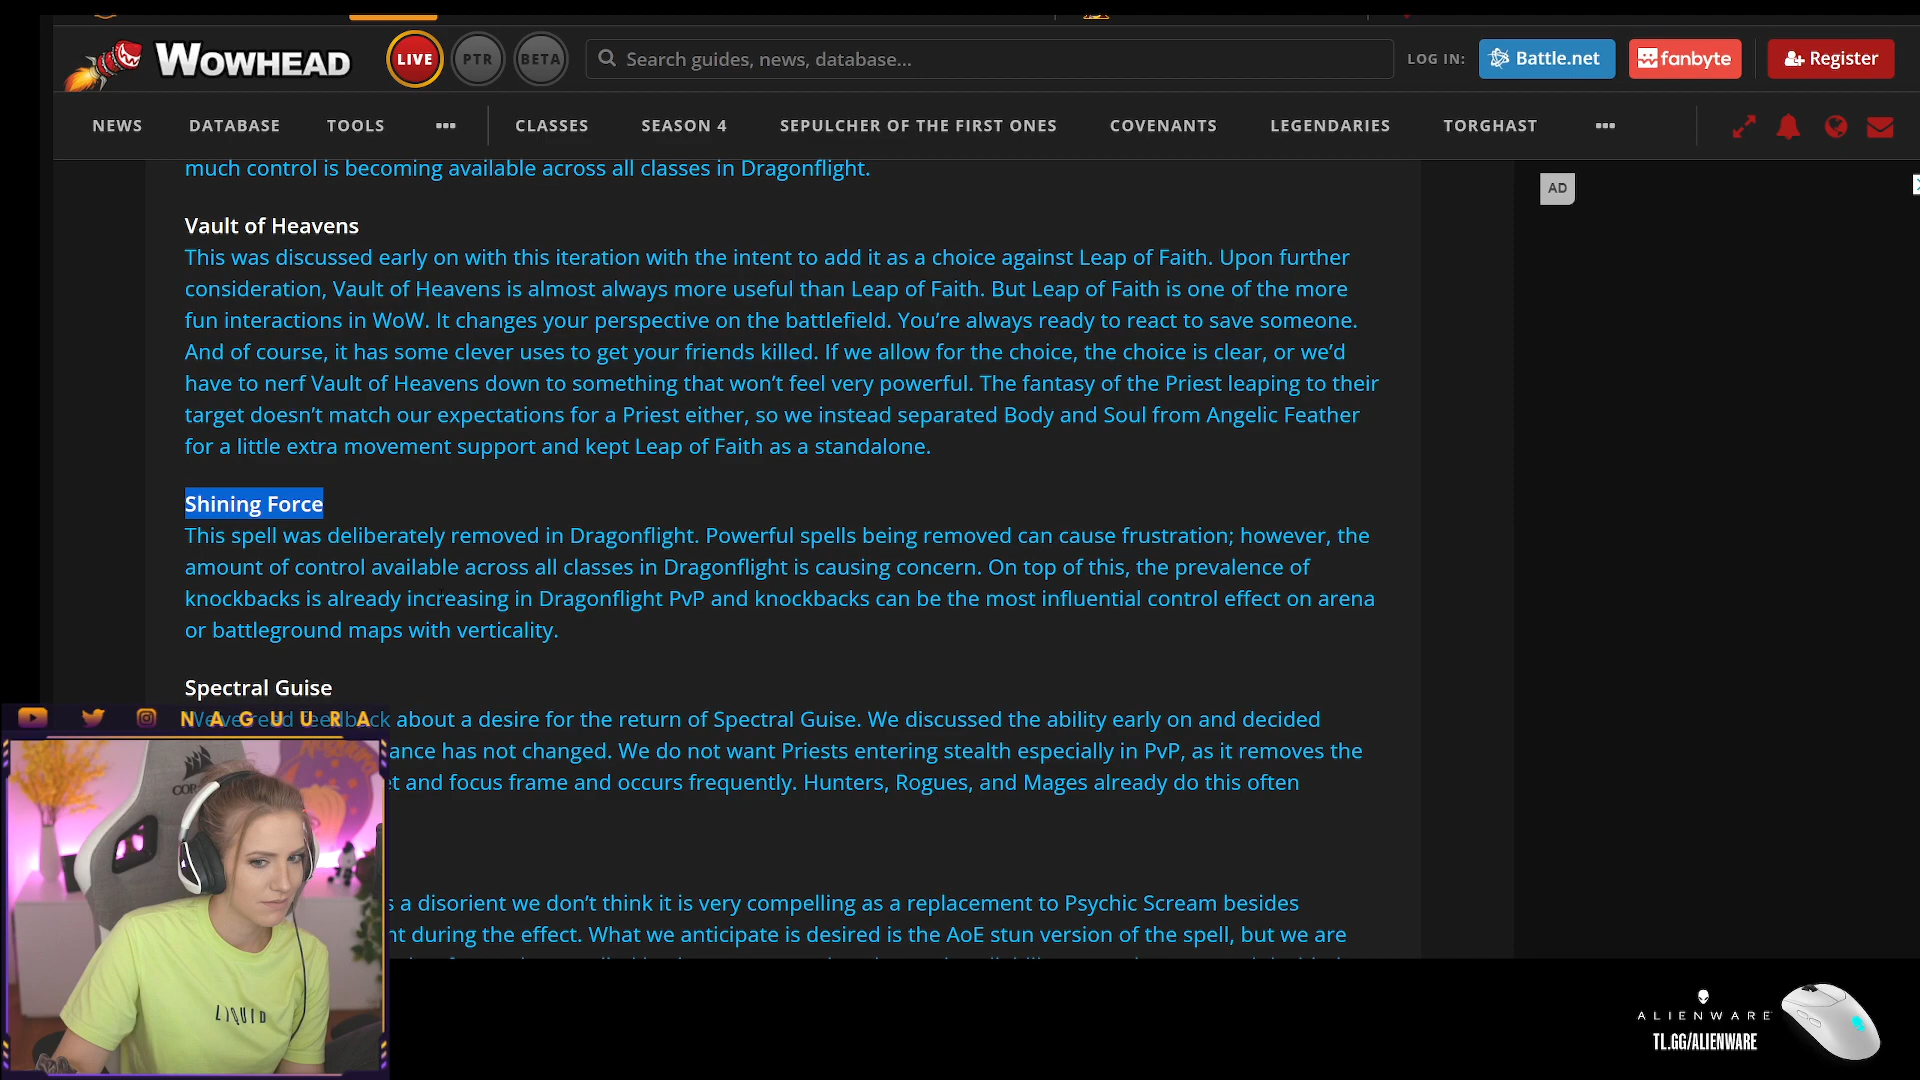 WOWHEAD
LIVE
PTR
BETA
Search guides, news, database...
LOG IN:
Battle.net
fanbyte
Register
NEWS
DATABASE
TOOLS
CLASSES
SEASON 4
SEPULCHER OF THE FIRST ONES
COVENANTS
LEGENDARIES
TORGHAST
much control is becoming available across all classes in Dragonflight.
AD
Vault of Heavens
This was discussed early on with this iteration with the intent to add it as a choice against Leap of Faith. Upon further
consideration, Vault of Heavens is almost always more useful than Leap of Faith. But Leap of Faith is one of the more
fun interactions in WoW. It changes your perspective on the battlefield. You’re always ready to react to save someone.
And of course, it has some clever uses to get your friends killed. If we allow for the choice, the choice is clear, or we’d
have to nerf Vault of Heavens down to something that won’t feel very powerful. The fantasy of the Priest leaping to their
target doesn’t match our expectations for a Priest either, so we instead separated Body and Soul from Angelic Feather
for a little extra movement support and kept Leap of Faith as a standalone.
Shining Force
This spell was deliberately removed in Dragonflight. Powerful spells being removed can cause frustration; however, the
amount of control available across all classes in Dragonflight is causing concern. On top of this, the prevalence of
knockbacks is already increasing in Dragonflight PvP and knockbacks can be the most influential control effect on arena
or battleground maps with verticality.
Spectral Guise
We’ve read feedback about a desire for the return of Spectral Guise. We discussed the ability early on and decided
NAGUURA
ance has not changed. We do not want Priests entering stealth especially in PvP, as it removes the
t and focus frame and occurs frequently. Hunters, Rogues, and Mages already do this often
s a disorient we don’t think it is very compelling as a replacement to Psychic Scream besides
nt during the effect. What we anticipate is desired is the AoE stun version of the spell, but we are
LIQUID
ALIENWARE
TL.GG/ALIENWARE